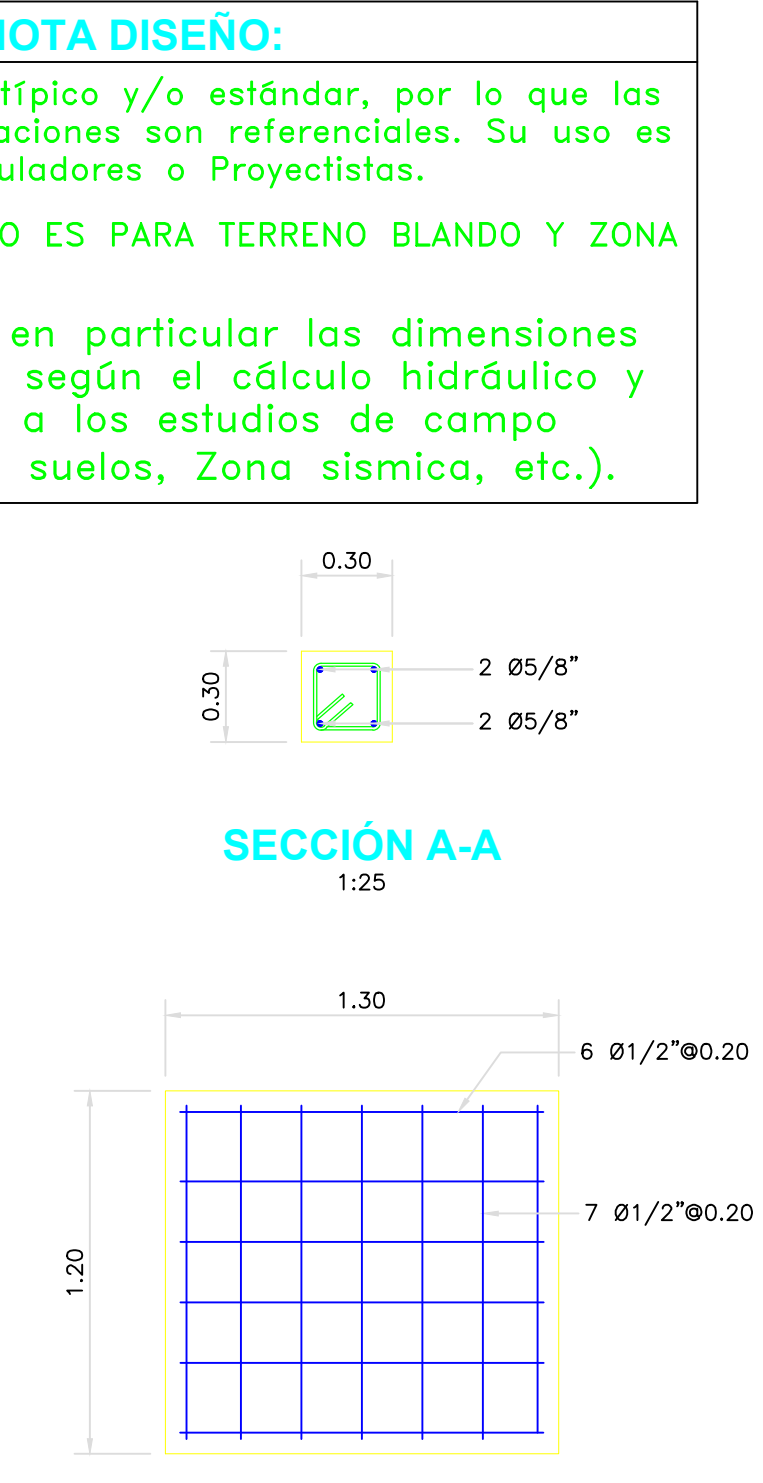 NOTA DISEÑO:
típico y/o estándar, por lo que las
aciones son referenciales. Su uso es
uladores o Proyectistas.
O ES PARA TERRENO BLANDO Y ZONA
en particular las dimensiones
según el cálculo hidráulico y
a los estudios de campo
suelos, Zona sismica, etc.).
0.30
0.30
2 Ø5/8"
2 Ø5/8"
SECCIÓN A-A
1:25
1.30
6 Ø1/2"@0.20
7 Ø1/2"@0.20
1.20